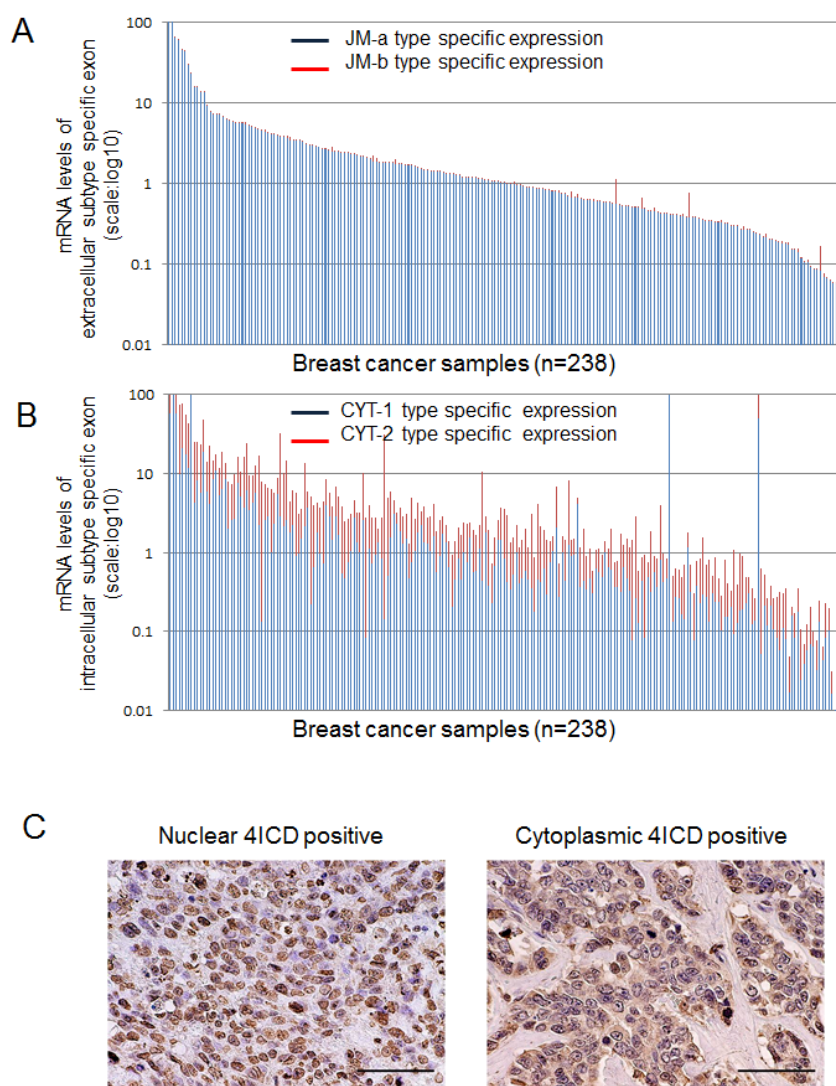 A
100
10
1
0.1
0.01
mRNA levels of
extracellular subtype specific exon
(scale:log10)
JM-a type specific expression
JM-b type specific expression
Breast cancer samples (n=238)
B
100
10
1
0.1
0.01
mRNA levels of
intracellular subtype specific exon
(scale:log10)
CYT-1 type specific expression
CYT-2 type specific expression
Breast cancer samples (n=238)
C
Nuclear 4ICD positive
Cytoplasmic 4ICD positive